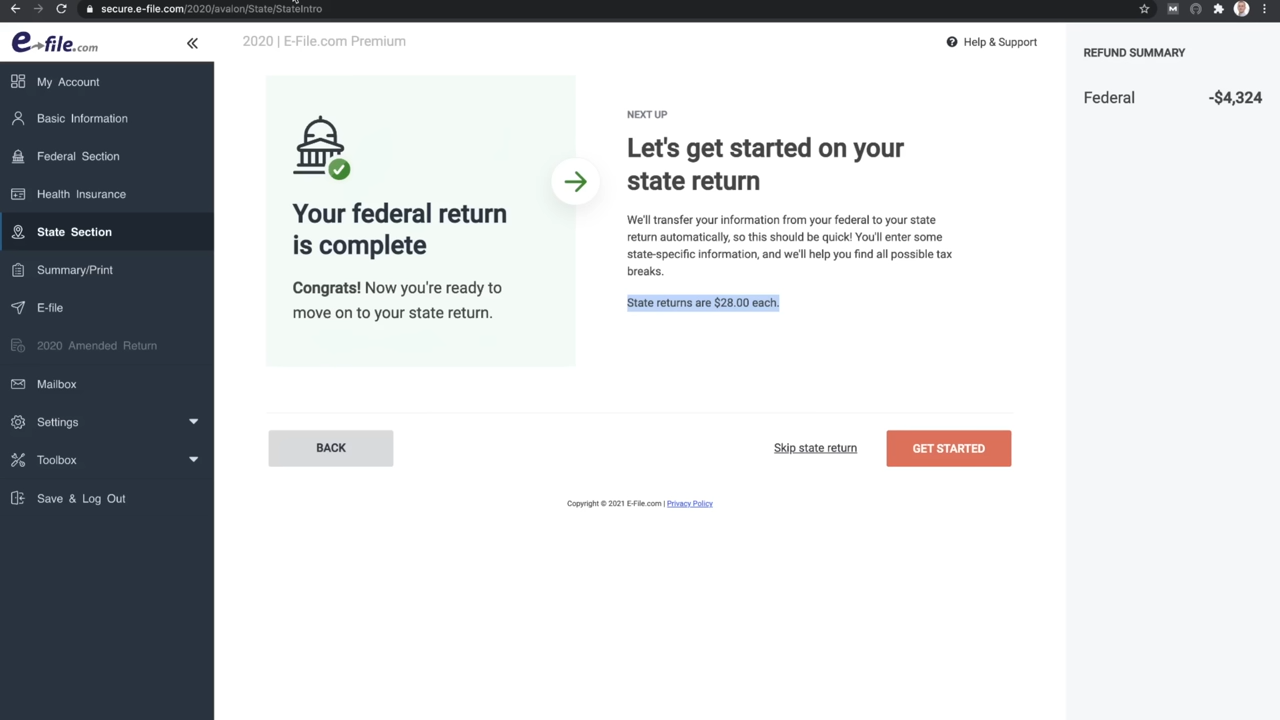 secure.e-file.com/2020/avalon/State/StateIntro
e-file.com
2020 | E-File.com Premium
Help & Support
My Account
Basic Information
Federal Section
Health Insurance
State Section
Summary/Print
E-file
2020 Amended Return
Mailbox
Settings
Toolbox
Save & Log Out
Your federal return
is complete
Congrats! Now you're ready to
move on to your state return.
NEXT UP
Let's get started on your
state return
We'll transfer your information from your federal to your state
return automatically, so this should be quick! You'll enter some
state-specific information, and we'll help you find all possible tax
breaks.
State returns are $28.00 each.
BACK
Skip state return
GET STARTED
Copyright © 2021 E-File.com | Privacy Policy
REFUND SUMMARY
Federal -$4,324